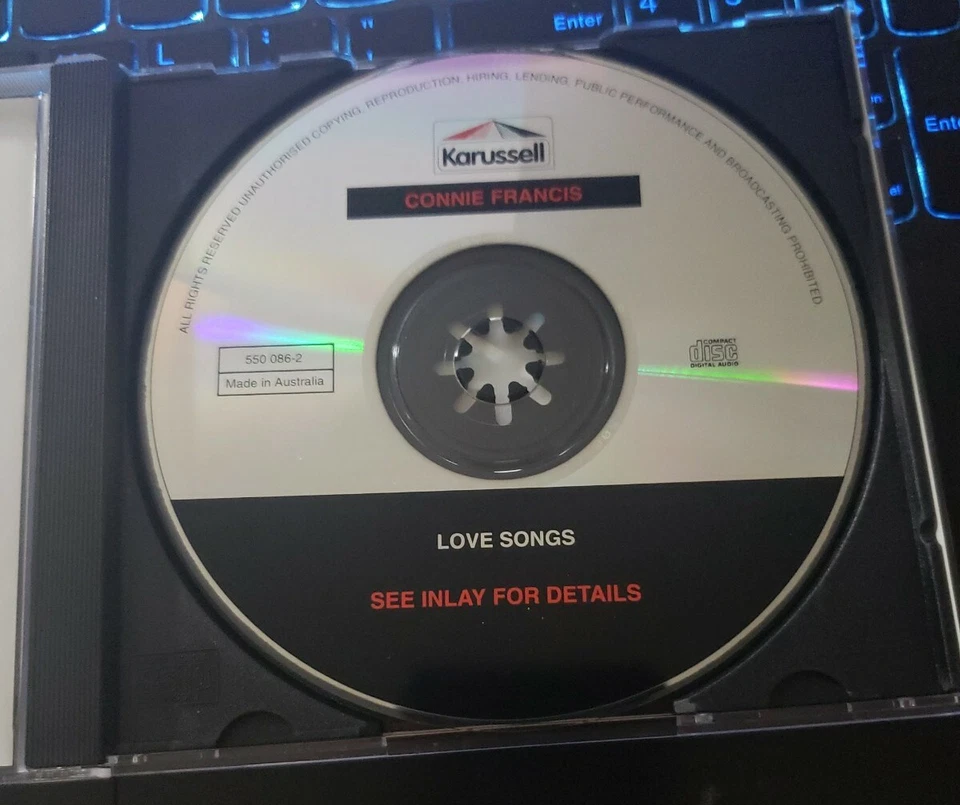 Enter
4
L
Ente
ALL RIGHTS RESERVED UNAUTHORISED COPYING, REPRODUCTION, HIRING, LENDING, PUBLIC PERFORMANCE AND BROADCASTING PROHIBITED.
Karussell
CONNIE FRANCIS
550 086-2
Made in Australia
COMPACT
disc
DIGITAL AUDIO
LOVE SONGS
SEE INLAY FOR DETAILS